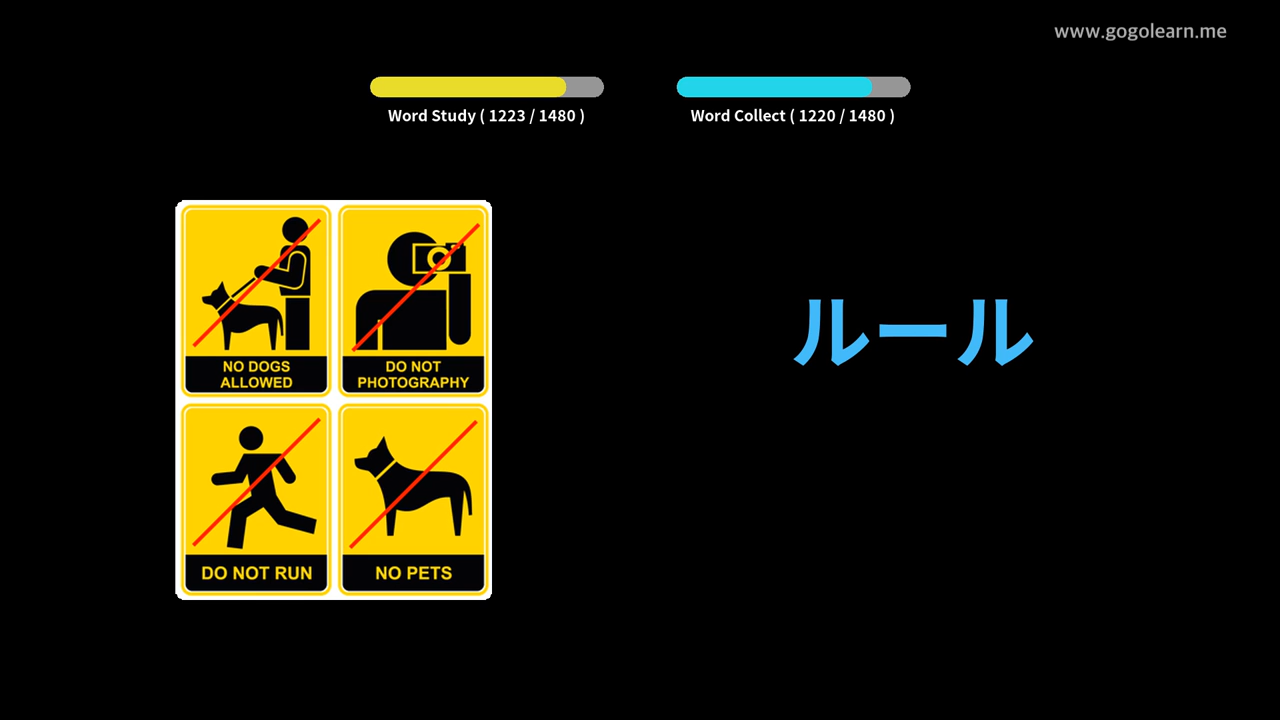 www.gogolearn.me
Word Study ( 1223 / 1480 )
Word Collect ( 1220 / 1480 )
NO DOGS
ALLOWED
DO NOT
PHOTOGRAPHY
DO NOT RUN
NO PETS
ルール